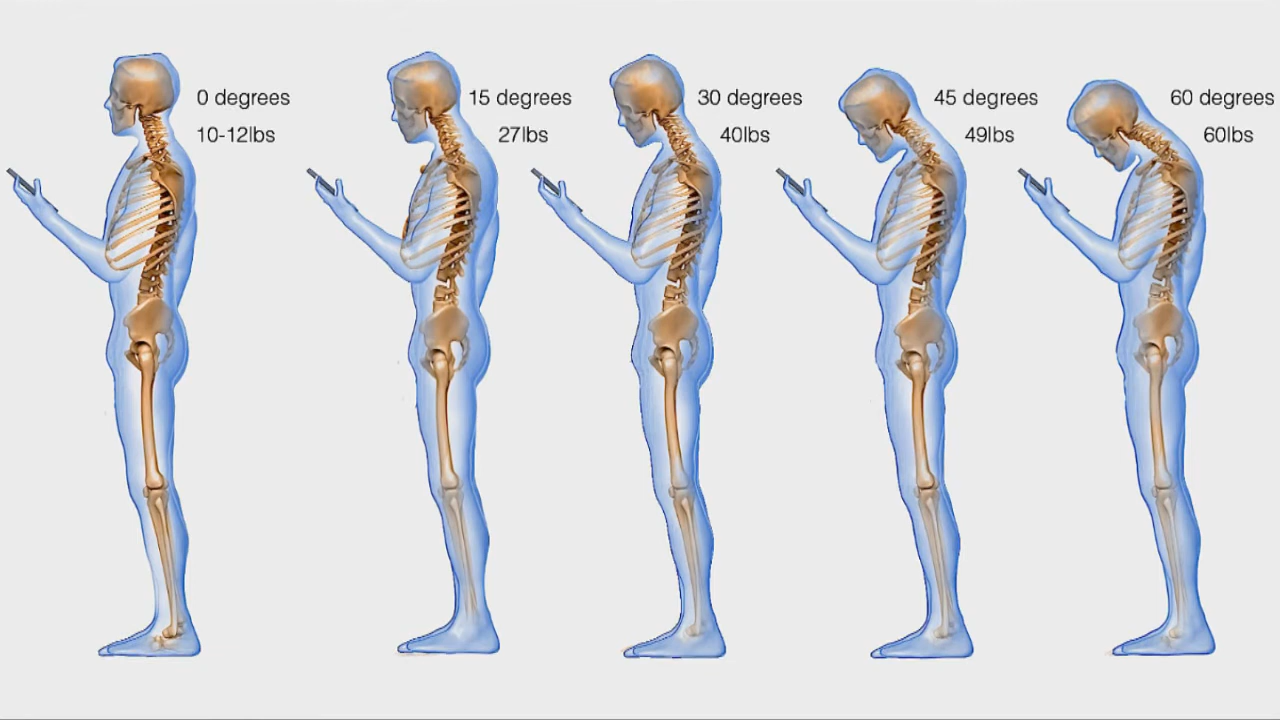 0 degrees
10-12lbs
15 degrees
27lbs
30 degrees
40lbs
45 degrees
49lbs
60 degrees
60lbs